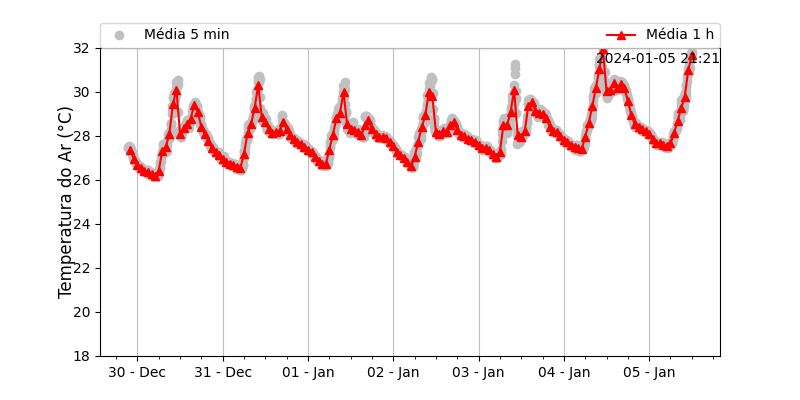 Média 5 min
Média 1 h
2024-01-05 21:21
Temperatura do Ar (°C)
32
30
28
26
24
22
20
18
30 - Dec
31 - Dec
01 - Jan
02 - Jan
03 - Jan
04 - Jan
05 - Jan